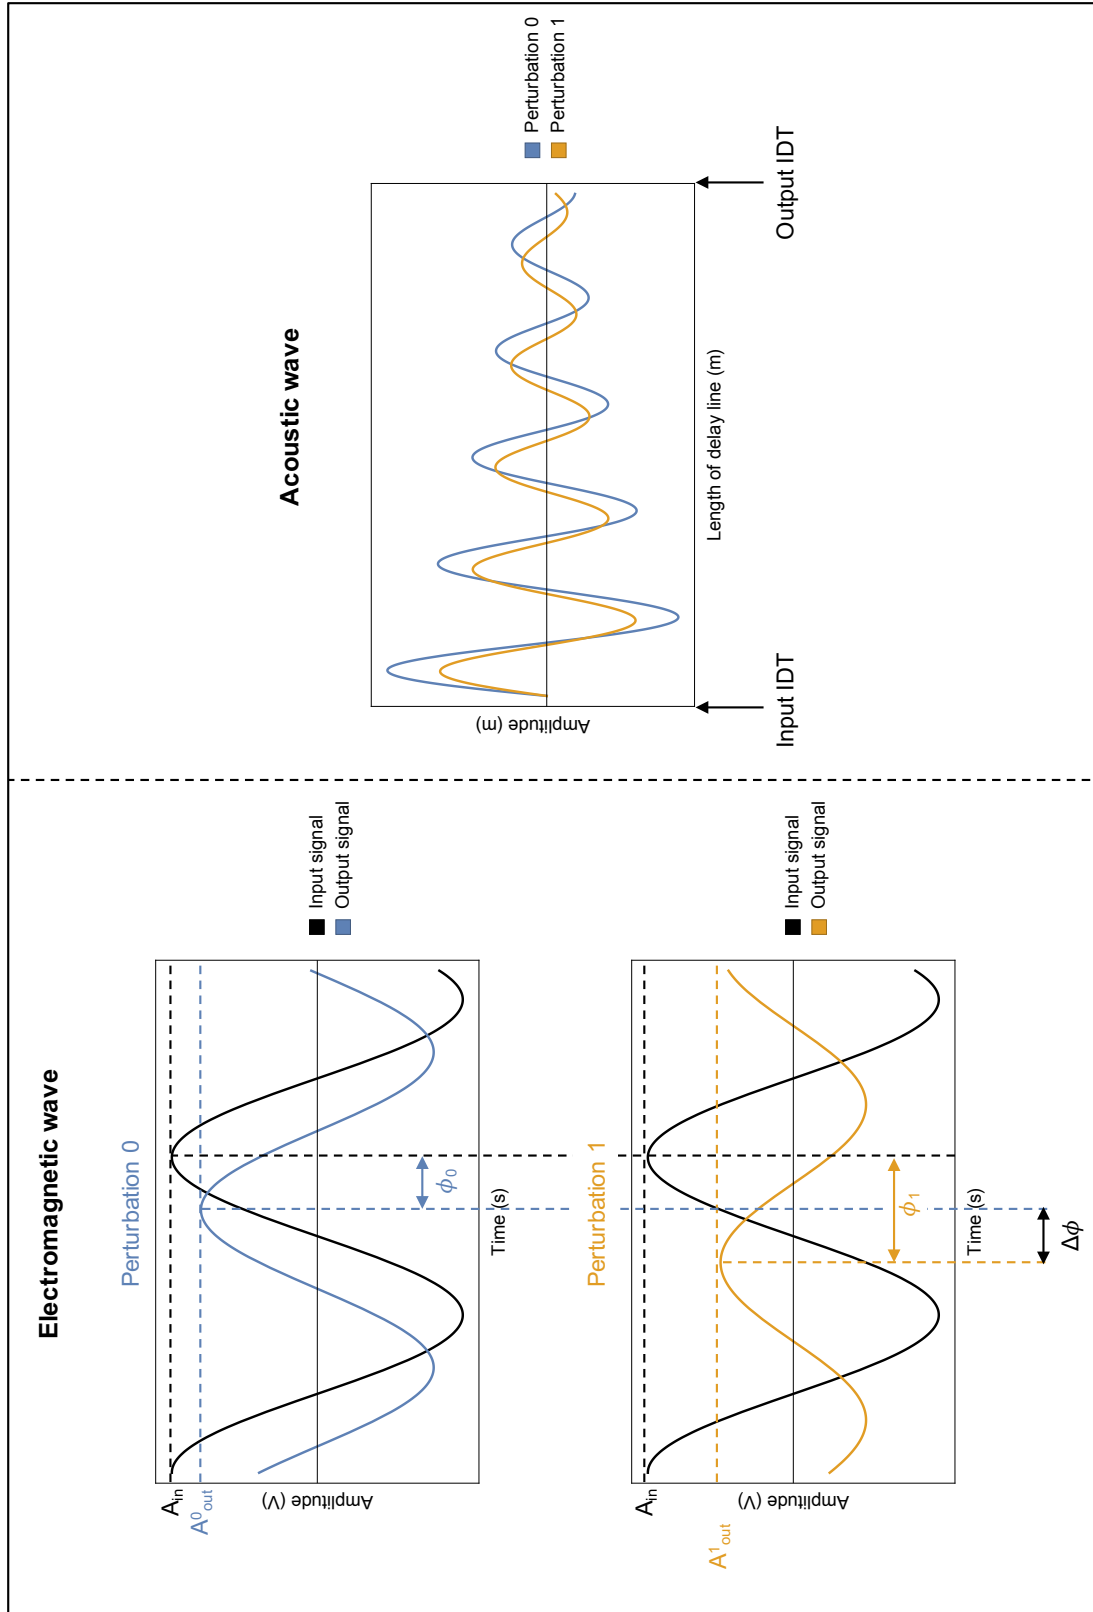 Electromagnetic wave
Perturbation 0
A_in
A^0_out
Amplitude (V)
Time (s)
ϕ_0
Input signal
Output signal
Perturbation 1
A_in
A^1_out
Amplitude (V)
Time (s)
ϕ_1
Δϕ
Input signal
Output signal
Acoustic wave
Amplitude (m)
Length of delay line (m)
Input IDT
Output IDT
Perturbation 0
Perturbation 1